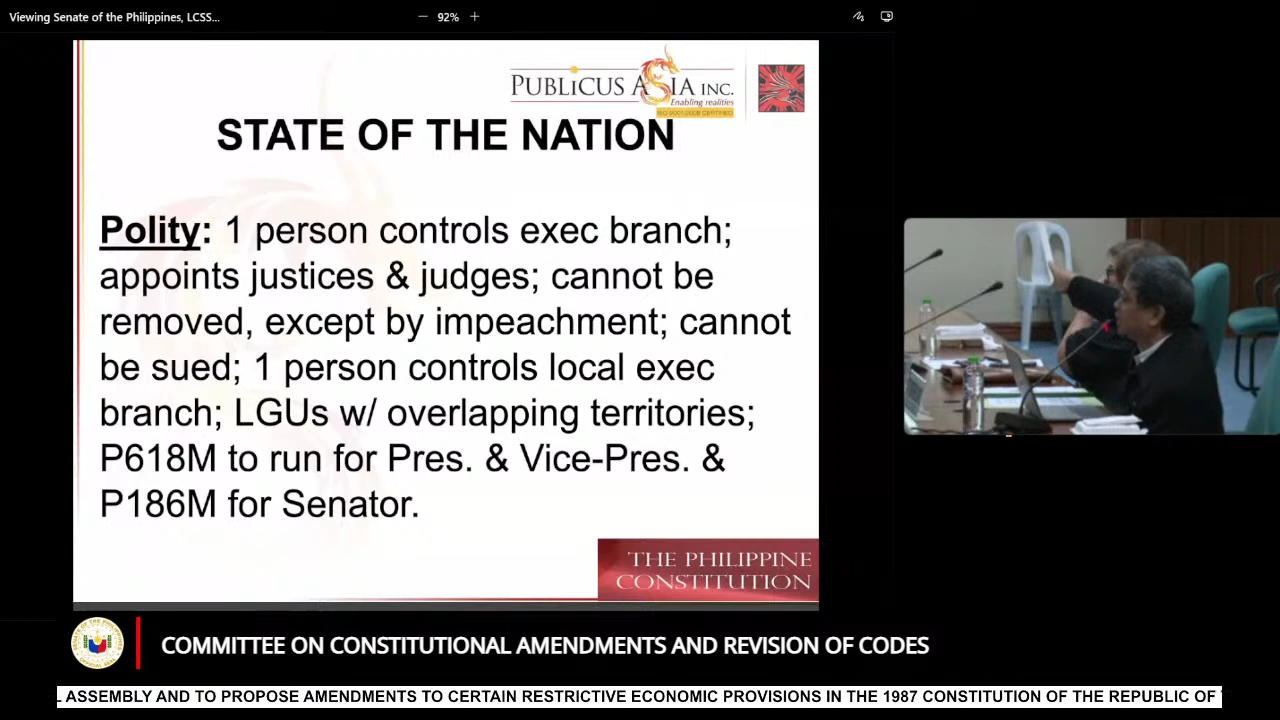 Viewing Senate of the Philippines, LCSS...
92%
PUBLICUS ASIA INC.
Enabling realities
ISO 9001:2008 CERTIFIED
STATE OF THE NATION
Polity: 1 person controls exec branch;
appoints justices & judges; cannot be
removed, except by impeachment; cannot
be sued; 1 person controls local exec
branch; LGUs w/ overlapping territories;
P618M to run for Pres. & Vice-Pres. &
P186M for Senator.
THE PHILIPPINE
CONSTITUTION
COMMITTEE ON CONSTITUTIONAL AMENDMENTS AND REVISION OF CODES
ASSEMBLY AND TO PROPOSE AMENDMENTS TO CERTAIN RESTRICTIVE ECONOMIC PROVISIONS IN THE 1987 CONSTITUTION OF THE REPUBLIC OF